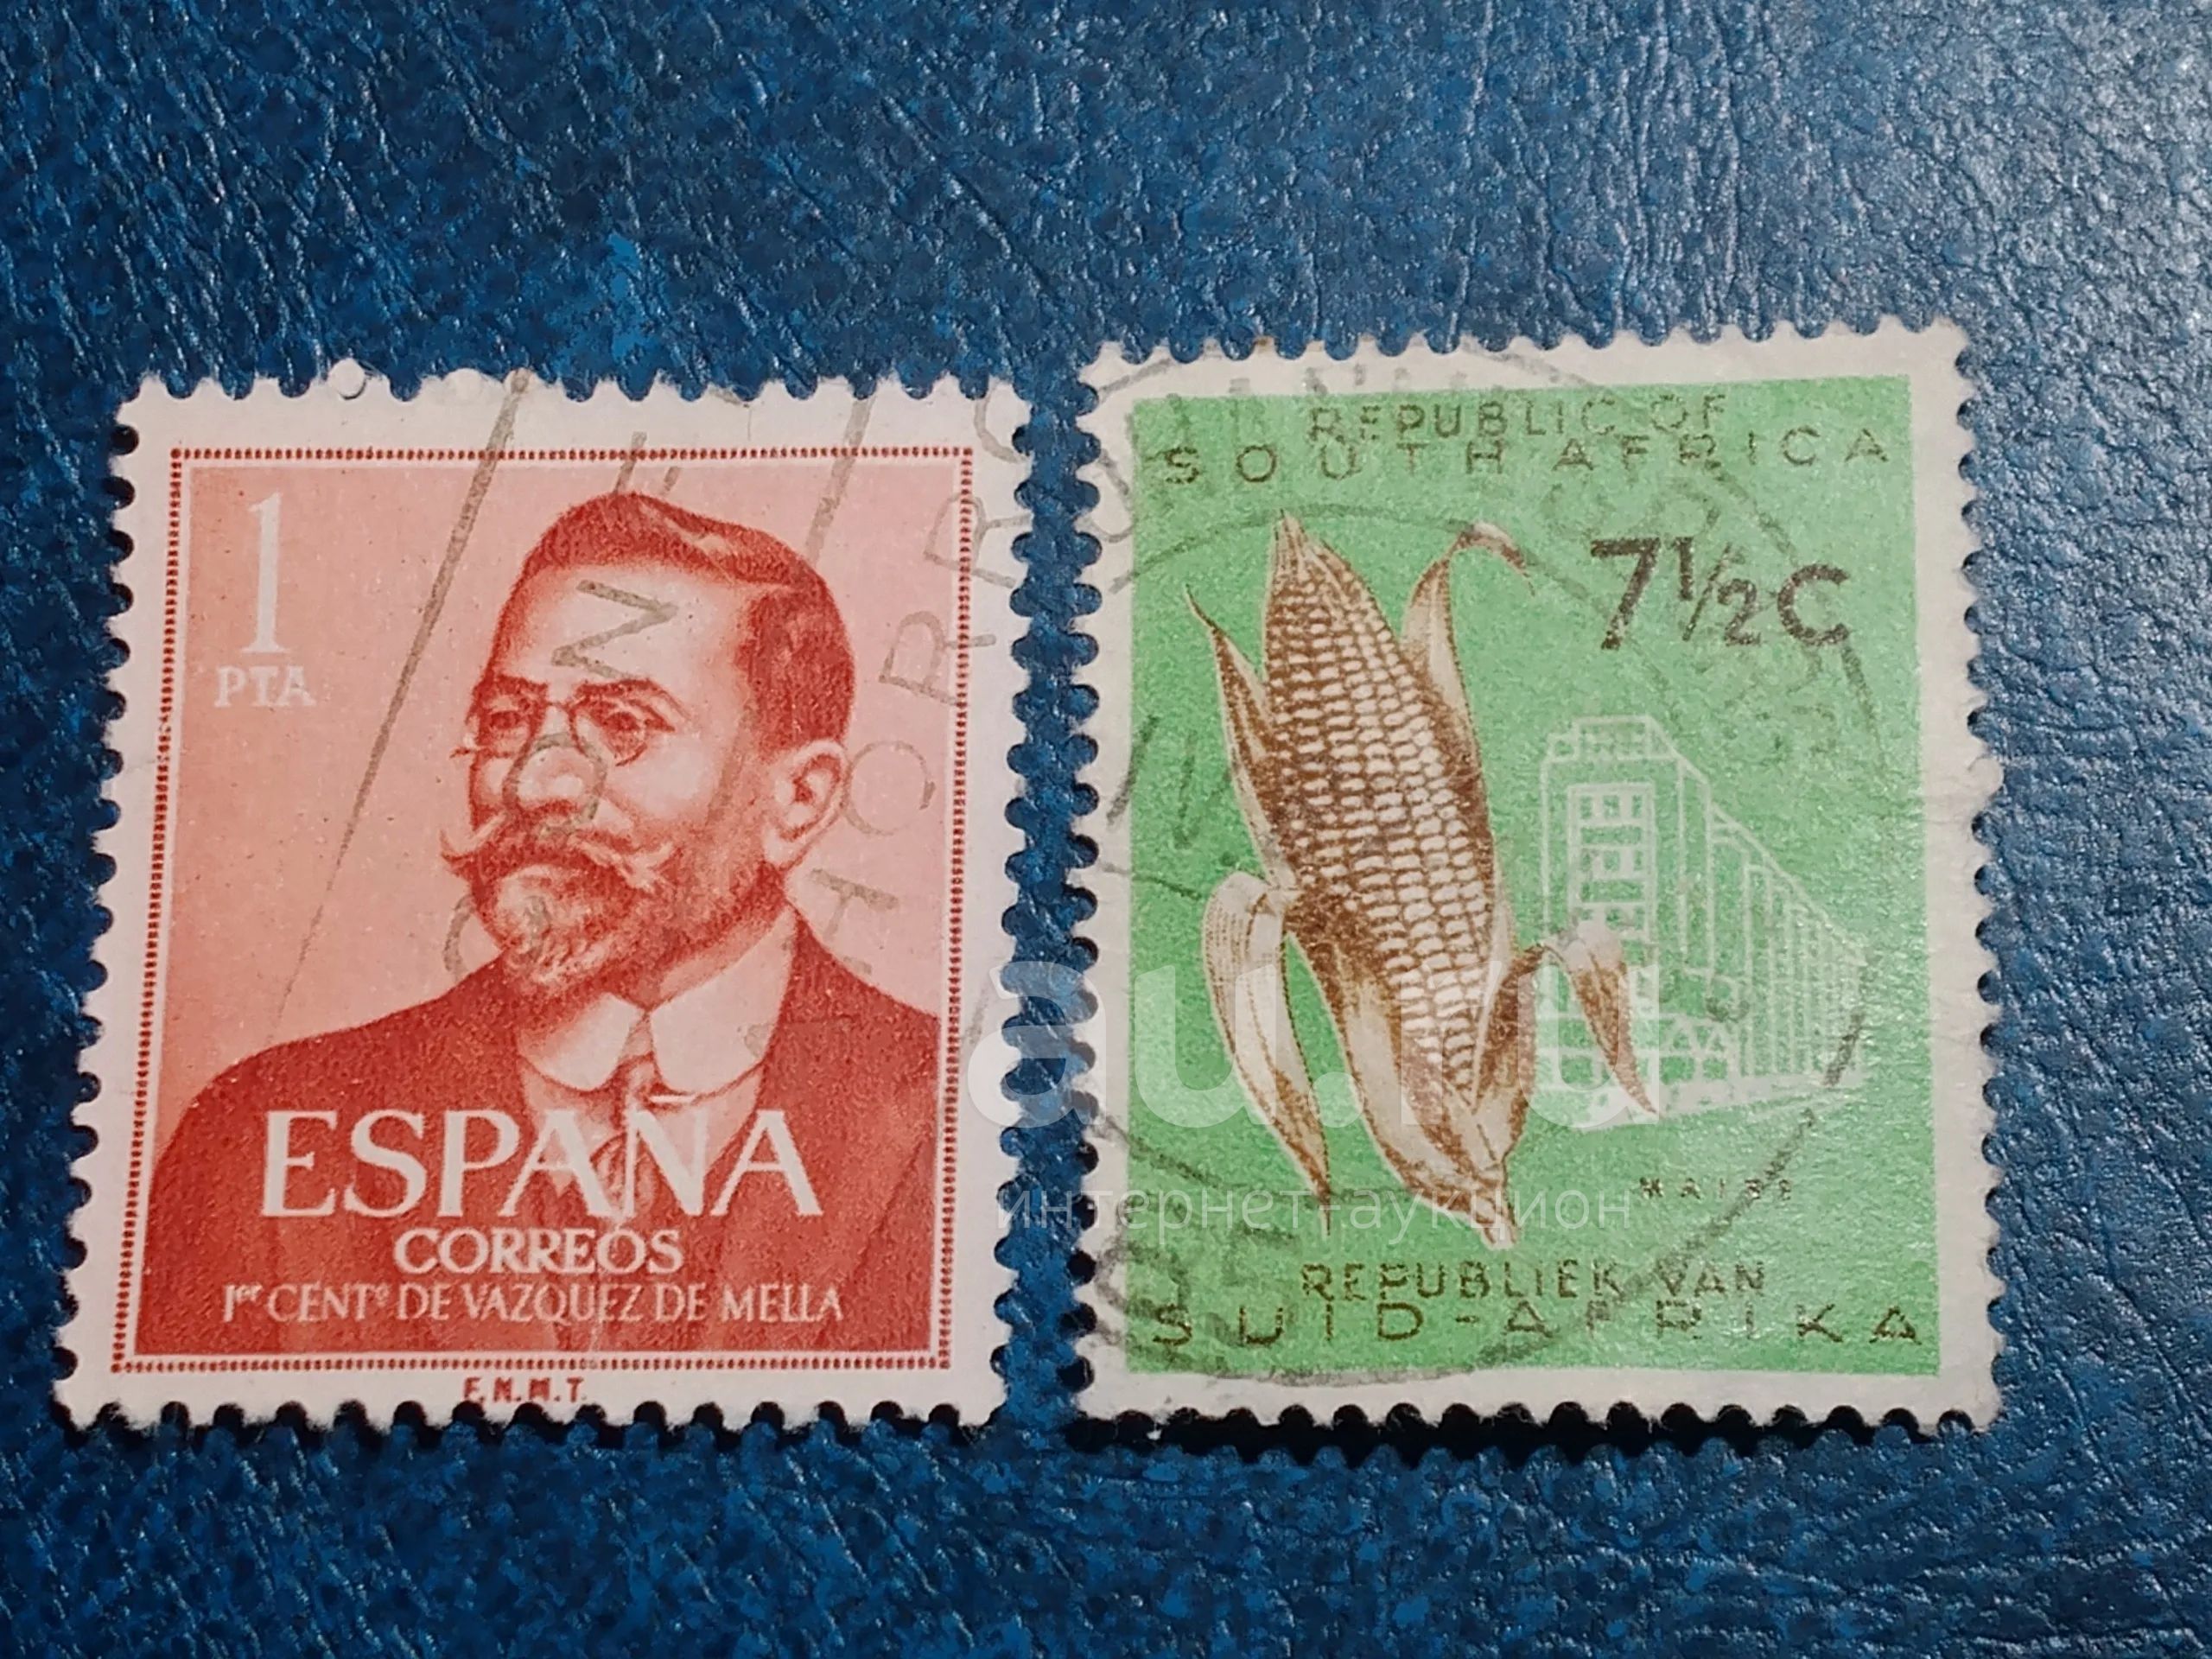 1
PTA
ESPAÑA
CORREOS
1er CENTº DE VAZQUEZ DE MELLA
F.N.M.T.
REPUBLIC OF
SOUTH AFRICA
7½C
MAIZE
REPUBLIEK VAN
SUID-AFRIKA
au.ru
интернет-аукцион